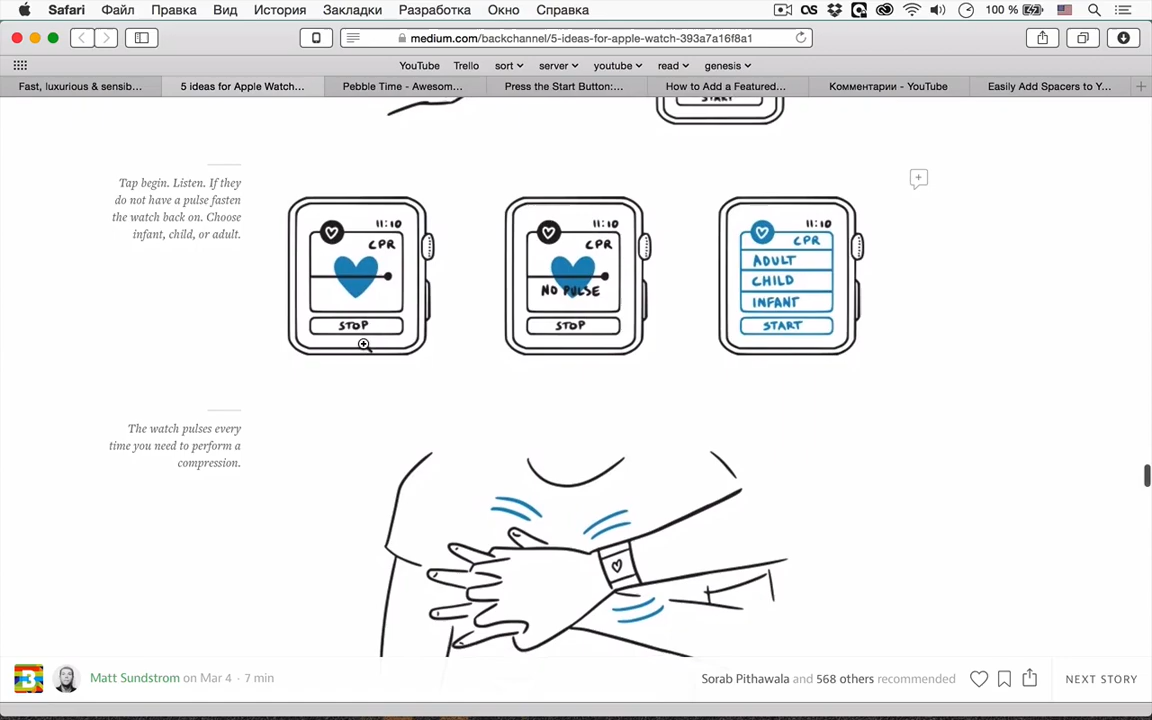 Safari Файл Правка Вид История Закладки Разработка Окно Справка 100 %
medium.com/backchannel/5-ideas-for-apple-watch-393a7a16f8a1
YouTube Trello sort server youtube read genesis
Fast, luxurious & sensib... 5 ideas for Apple Watch... Pebble Time - Awesom... Press the Start Button:... How to Add a Featured... Комментарии - YouTube Easily Add Spacers to Y...
START
Tap begin. Listen. If they
do not have a pulse fasten
the watch back on. Choose
infant, child, or adult.
11:10
CPR
STOP
11:10
CPR
NO PULSE
STOP
11:10
CPR
ADULT
CHILD
INFANT
START
The watch pulses every
time you need to perform a
compression.
Matt Sundstrom on Mar 4 · 7 min
Sorab Pithawala and 568 others recommended
NEXT STORY